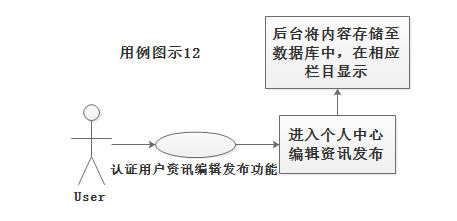 后台将内容存储至
数据库中，在相应
栏目显示
用例图示12
进入个人中心
编辑资讯发布
认证用户资讯编辑发布功能
User